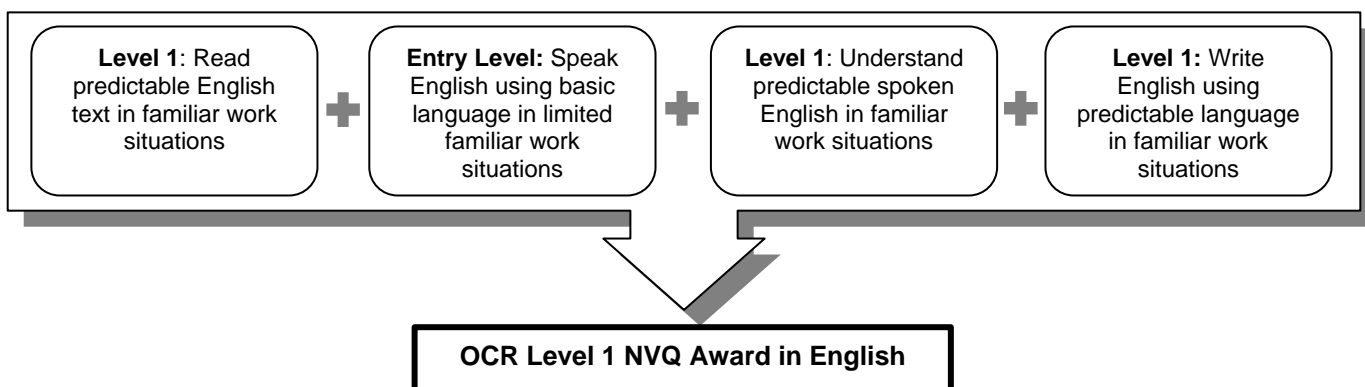 Level 1: Read
predictable English
text in familiar work
situations
Entry Level: Speak
English using basic
language in limited
familiar work
situations
Level 1: Understand
predictable spoken
English in familiar
work situations
Level 1: Write
English using
predictable language
in familiar work
situations
OCR Level 1 NVQ Award in English